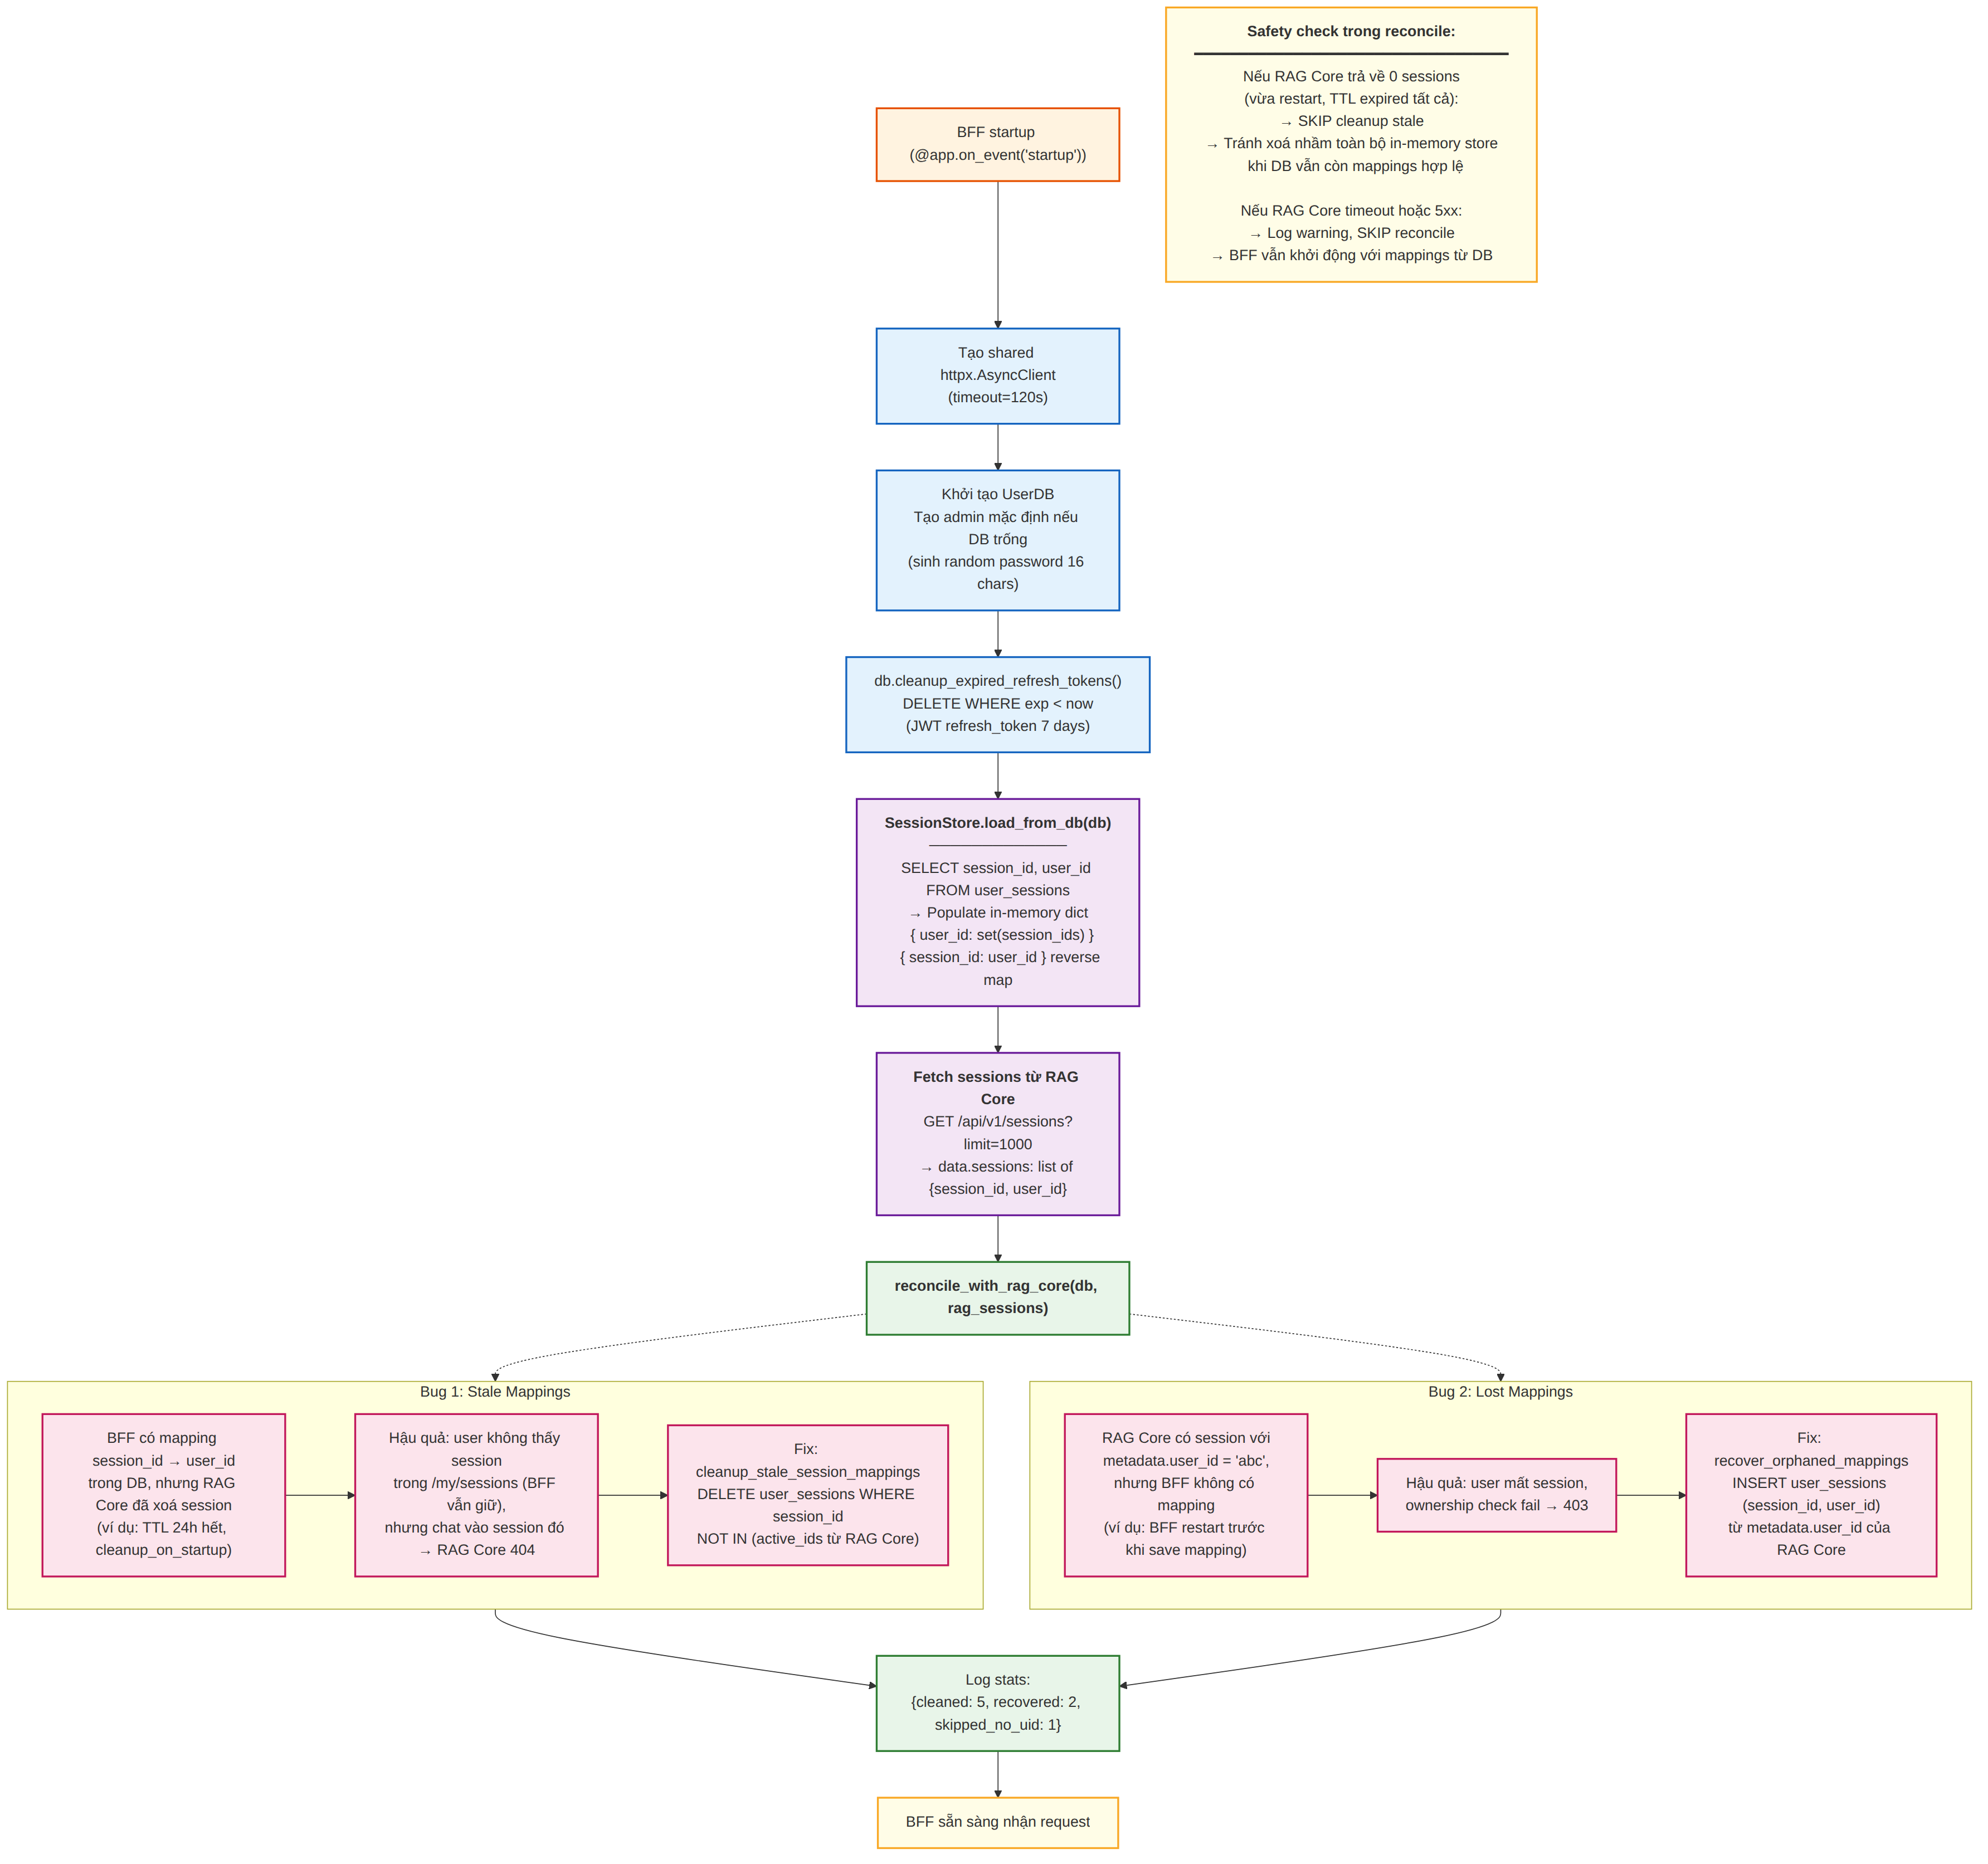 Safety check trong reconcile:
Nếu RAG Core trả về 0 sessions
(vừa restart, TTL expired tất cả):
→ SKIP cleanup stale
→ Tránh xoá nhầm toàn bộ in-memory store
khi DB vẫn còn mappings hợp lệ
Nếu RAG Core timeout hoặc 5xx:
→ Log warning, SKIP reconcile
→ BFF vẫn khởi động với mappings từ DB
BFF startup
(@app.on_event('startup'))
Tạo shared
httpx.AsyncClient
(timeout=120s)
Khởi tạo UserDB
Tạo admin mặc định nếu
DB trống
(sinh random password 16
chars)
db.cleanup_expired_refresh_tokens()
DELETE WHERE exp < now
(JWT refresh_token 7 days)
SessionStore.load_from_db(db)
SELECT session_id, user_id
FROM user_sessions
→ Populate in-memory dict
{ user_id: set(session_ids) }
{ session_id: user_id } reverse
map
Fetch sessions từ RAG
Core
GET /api/v1/sessions?
limit=1000
→ data.sessions: list of
{session_id, user_id}
reconcile_with_rag_core(db,
rag_sessions)
Bug 1: Stale Mappings
BFF có mapping
session_id → user_id
trong DB, nhưng RAG
Core đã xoá session
(ví dụ: TTL 24h hết,
cleanup_on_startup)
Hậu quả: user không thấy
session
trong /my/sessions (BFF
vẫn giữ),
nhưng chat vào session đó
→ RAG Core 404
Fix:
cleanup_stale_session_mappings
DELETE user_sessions WHERE
session_id
NOT IN (active_ids từ RAG Core)
Bug 2: Lost Mappings
RAG Core có session với
metadata.user_id = 'abc',
nhưng BFF không có
mapping
(ví dụ: BFF restart trước
khi save mapping)
Hậu quả: user mất session,
ownership check fail → 403
Fix:
recover_orphaned_mappings
INSERT user_sessions
(session_id, user_id)
từ metadata.user_id của
RAG Core
Log stats:
{cleaned: 5, recovered: 2,
skipped_no_uid: 1}
BFF sẵn sàng nhận request